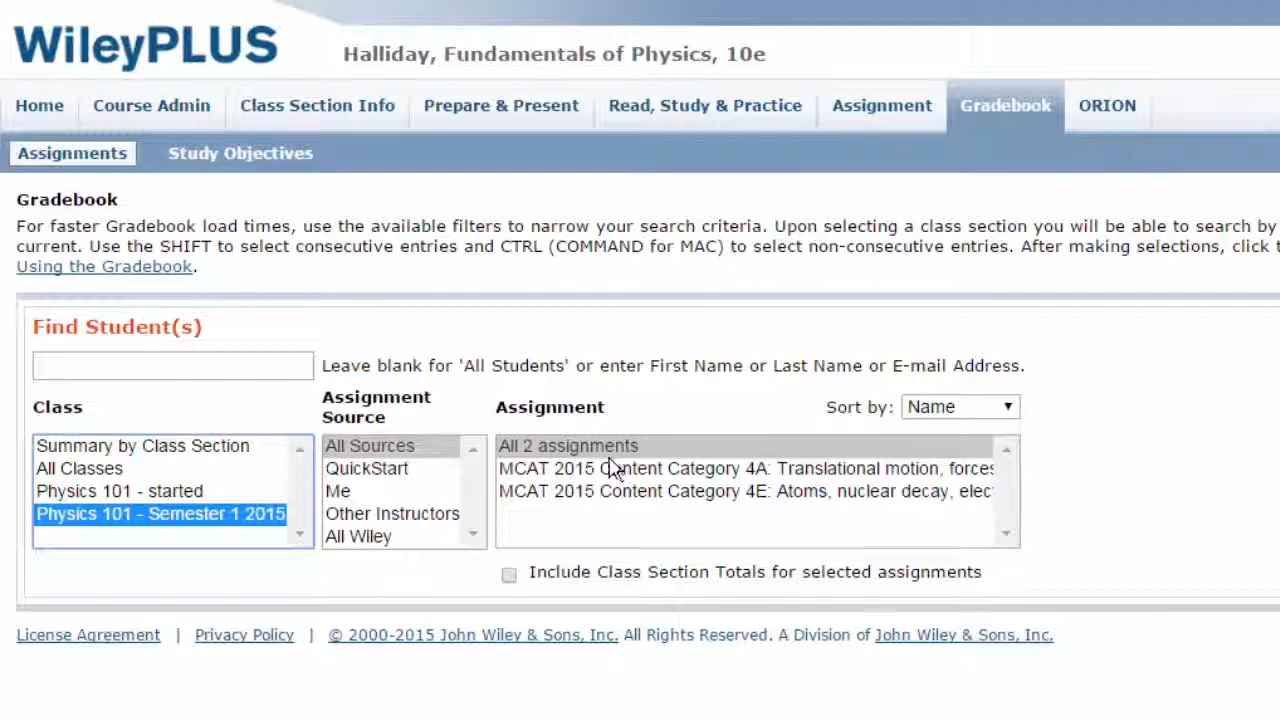 WileyPLUS
Halliday, Fundamentals of Physics, 10e
Home
Course Admin
Class Section Info
Prepare & Present
Read, Study & Practice
Assignment
Gradebook
ORION
Assignments
Study Objectives
Gradebook
For faster Gradebook load times, use the available filters to narrow your search criteria. Upon selecting a class section you will be able to search by
current. Use the SHIFT to select consecutive entries and CTRL (COMMAND for MAC) to select non-consecutive entries. After making selections, click t
Using the Gradebook.
Find Student(s)
Leave blank for 'All Students' or enter First Name or Last Name or E-mail Address.
Class
Summary by Class Section
All Classes
Physics 101 - started
Physics 101 - Semester 1 2015
Assignment
Source
All Sources
QuickStart
Me
Other Instructors
All Wiley
Assignment
Sort by:
Name
All 2 assignments
MCAT 2015 Content Category 4A: Translational motion, forces
MCAT 2015 Content Category 4E: Atoms, nuclear decay, elec
Include Class Section Totals for selected assignments
License Agreement | Privacy Policy | © 2000-2015 John Wiley & Sons, Inc. All Rights Reserved. A Division of John Wiley & Sons, Inc.